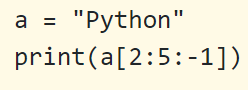 a = "Python"
print(a[2:5:-1])